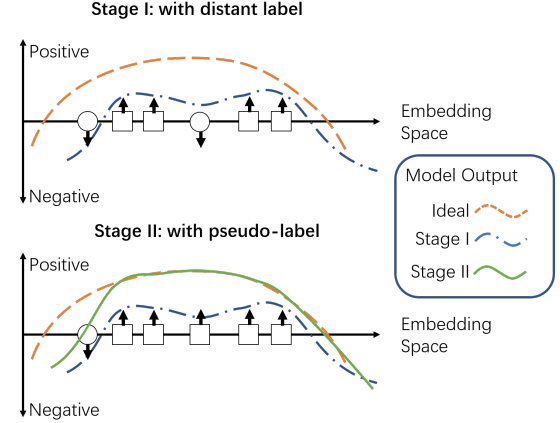 Stage I: with distant label
Positive
Embedding
Space
Negative
Model Output
Ideal
Stage I
Stage II
Stage II: with pseudo-label
Positive
Embedding
Space
Negative